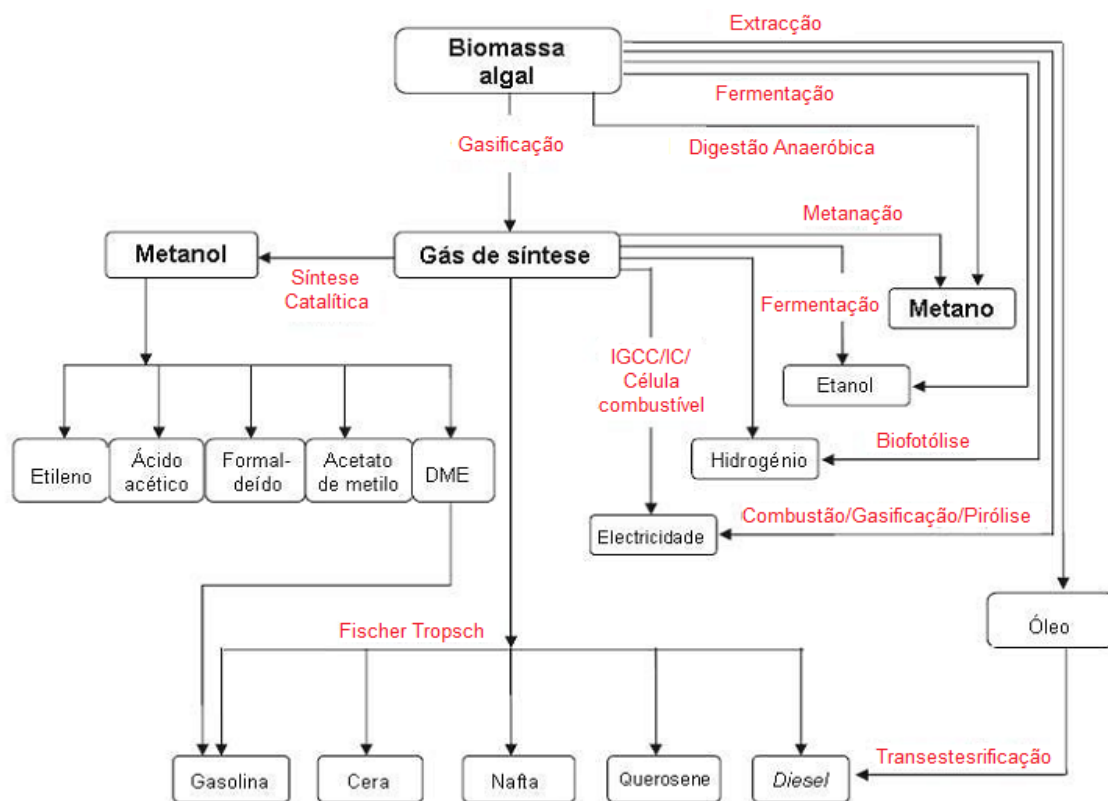 Extracção
Biomassa
algal
Fermentação
Gasificação
Digestão Anaeróbica
Metanação
Metanol
Gás de síntese
Síntese
Catalítica
Fermentação
Metano
IGCC/IC/
Célula
combustível
Etanol
Etileno
Ácido
acético
Formal-
deído
Acetato
de metilo
DME
Hidrogénio
Biofotólise
Combustão/Gasificação/Pirólise
Electricidade
Óleo
Fischer Tropsch
Transestesrificação
Gasolina
Cera
Nafta
Querosene
Diesel